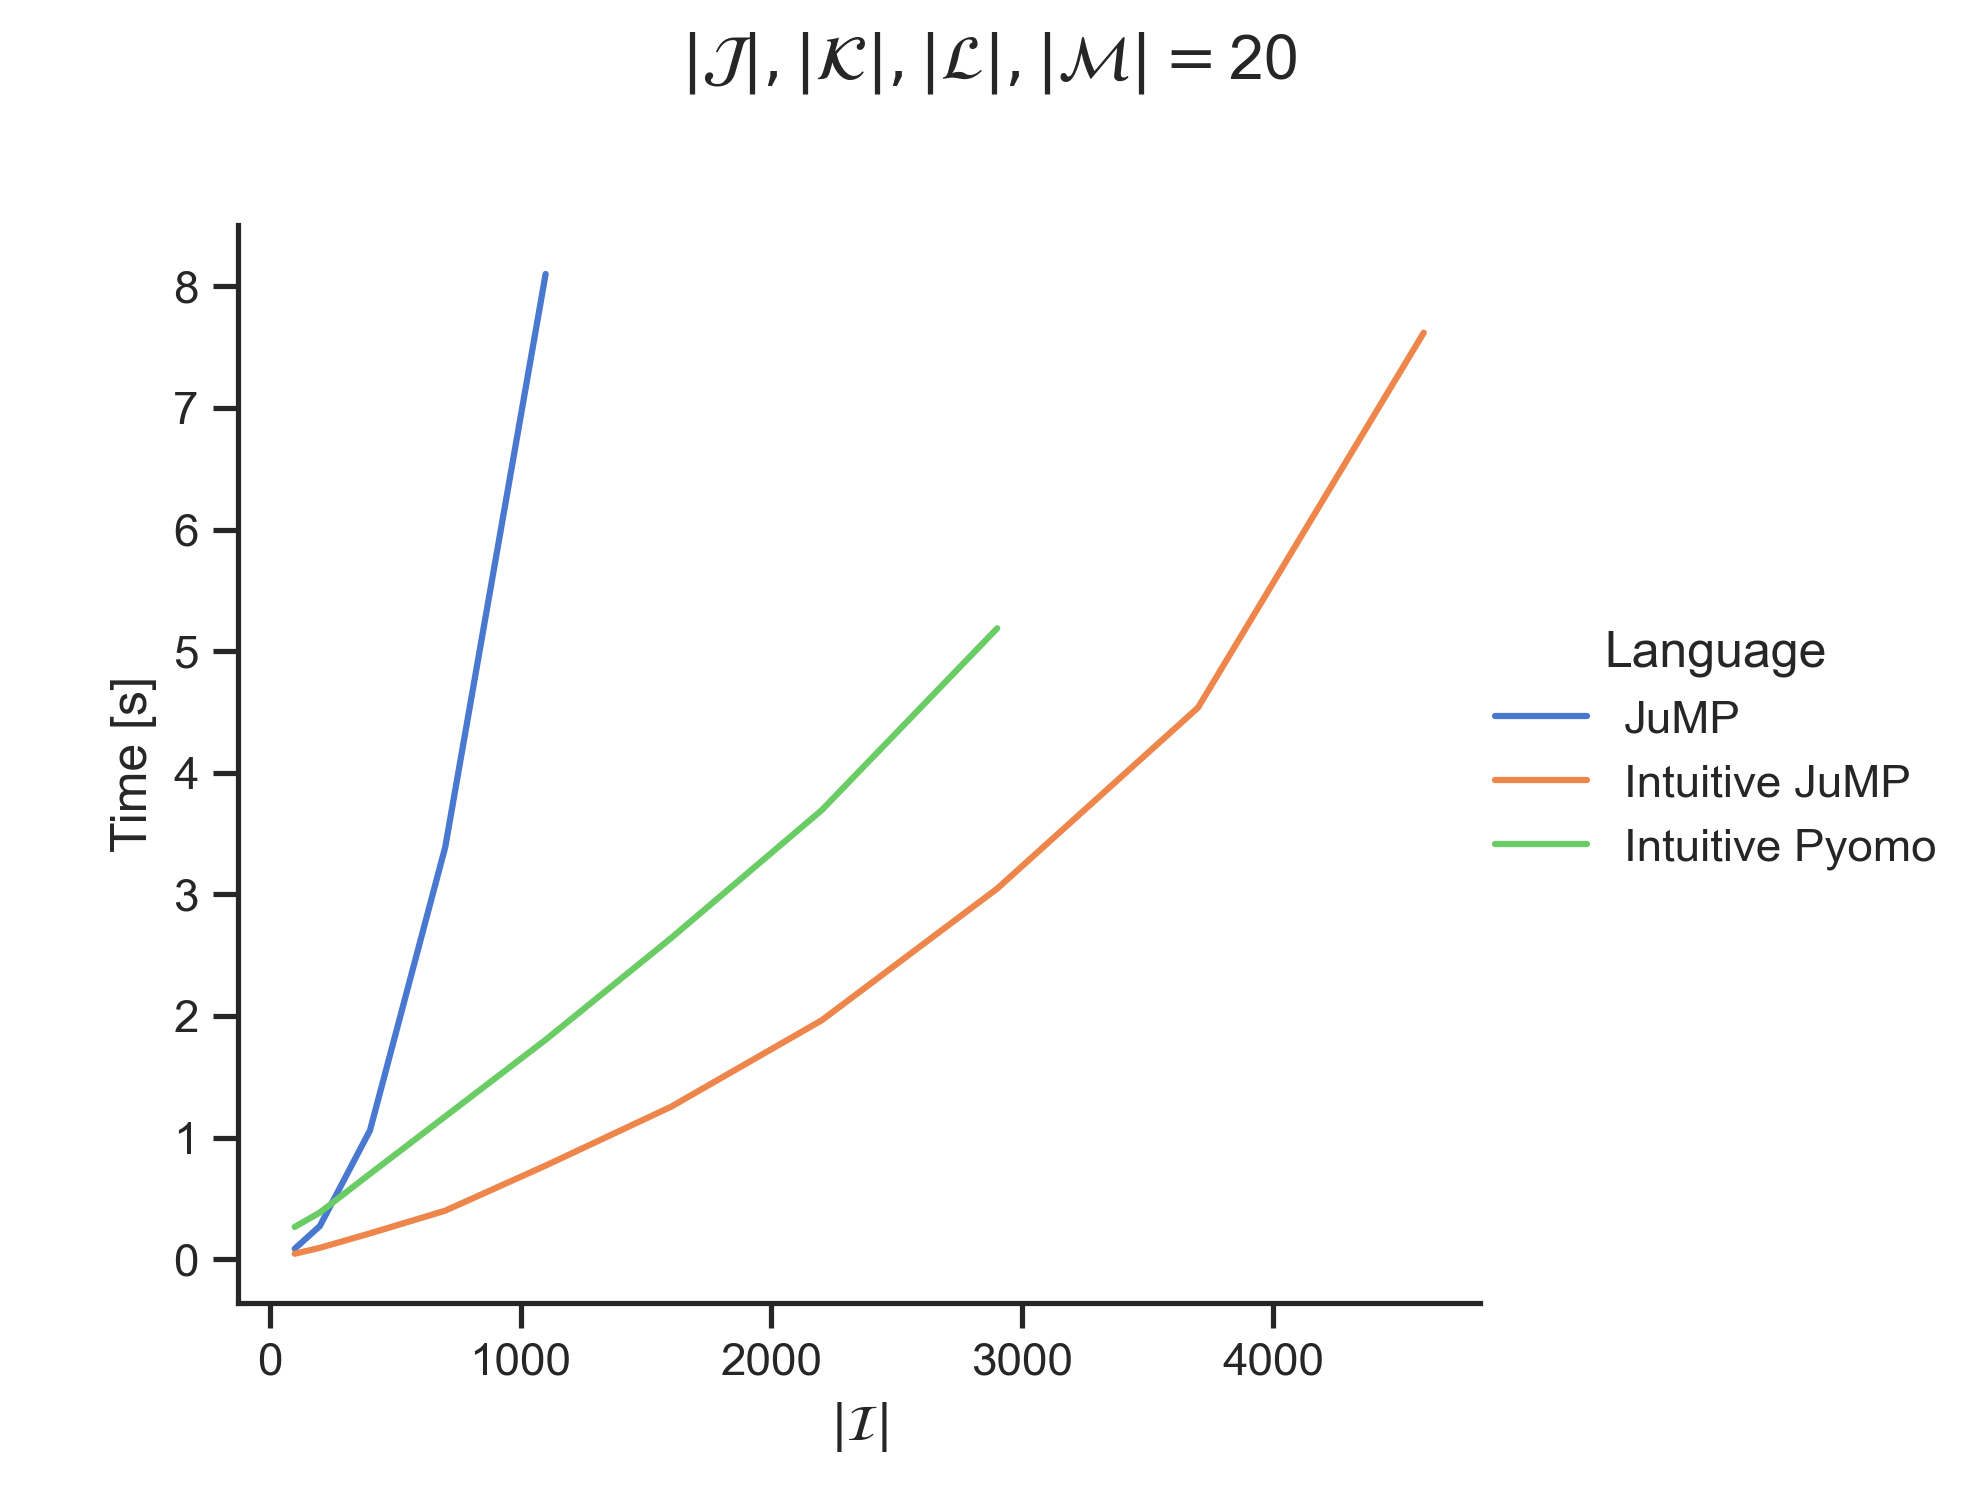 |𝒥|, |𝒦|, |ℒ|, |ℳ| = 20
8
7
6
5
4
3
2
1
0
Time [s]
0 1000 2000 3000 4000
|ℐ|
Language
JuMP
Intuitive JuMP
Intuitive Pyomo